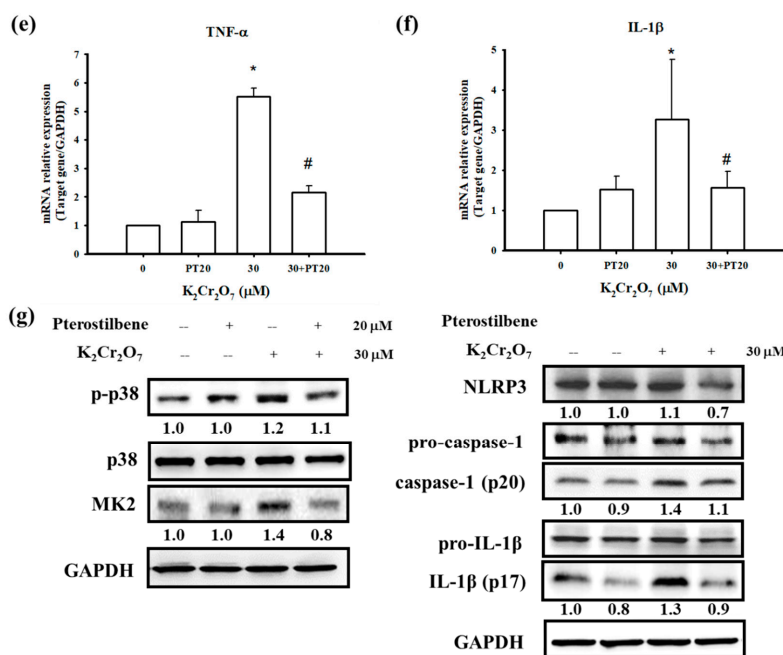 (e)
TNF-α
mRNA relative expression
(Target gene/GAPDH)
7
6
5
4
3
2
1
0
*
#
0 PT20 30 30+PT20
K₂Cr₂O₇ (μM)
(f)
IL-1β
mRNA relative expression
(Target gene/GAPDH)
5
4
3
2
1
0
*
#
0 PT20 30 30+PT20
K₂Cr₂O₇ (μM)
(g)
Pterostilbene -- + -- + 20 μM
K₂Cr₂O₇ -- -- + + 30 μM
p-p38
1.0 1.0 1.2 1.1
p38
MK2
1.0 1.0 1.4 0.8
GAPDH
Pterostilbene
K₂Cr₂O₇ -- -- + + 30 μM
NLRP3
1.0 1.0 1.1 0.7
pro-caspase-1
caspase-1 (p20)
1.0 0.9 1.4 1.1
pro-IL-1β
IL-1β (p17)
1.0 0.8 1.3 0.9
GAPDH